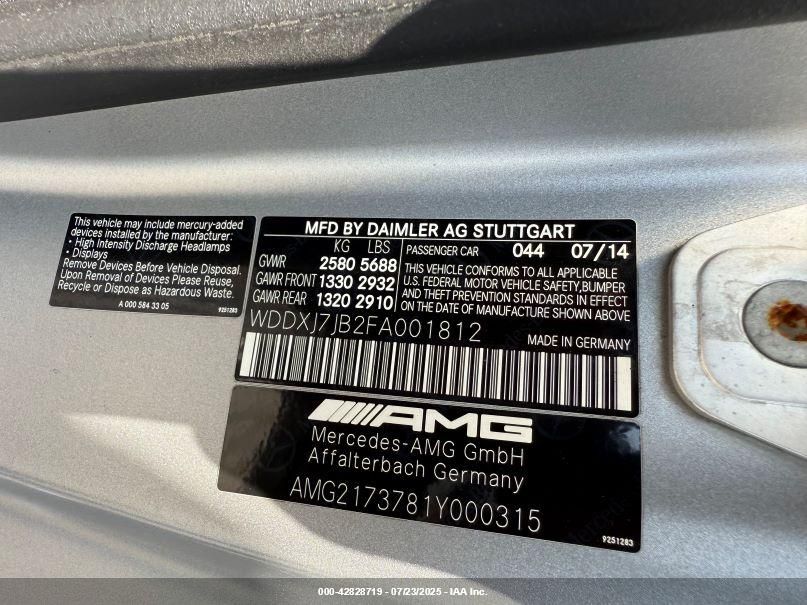 This vehicle may include mercury-added
devices installed by the manufacturer:
• High Intensity Discharge Headlamps
• Displays
Remove Devices Before Vehicle Disposal.
Upon Removal of Devices Please Reuse,
Recycle or Dispose as Hazardous Waste.
A 000 584 33 05 9251283
MFD BY DAIMLER AG STUTTGART
KG LBS
GVWR 2580 5688
GAWR FRONT 1330 2932
GAWR REAR 1320 2910
PASSENGER CAR 044 07/14
THIS VEHICLE CONFORMS TO ALL APPLICABLE
U.S. FEDERAL MOTOR VEHICLE SAFETY,BUMPER
AND THEFT PREVENTION STANDARDS IN EFFECT
ON THE DATE OF MANUFACTURE SHOWN ABOVE
WDDXJ7JB2FA001812 MADE IN GERMANY
AMG
Mercedes-AMG GmbH
Affalterbach Germany
AMG2173781Y000315
9251283
000-42828719 - 07/23/2025 - IAA Inc.